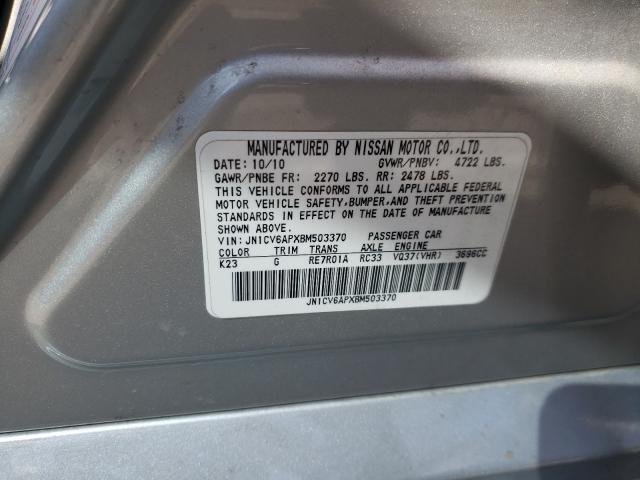 MANUFACTURED BY NISSAN MOTOR CO.,LTD.
DATE: 10/10 GVWR/PNBV: 4722 LBS.
GAWR/PNBE FR: 2270 LBS. RR: 2478 LBS.
THIS VEHICLE CONFORMS TO ALL APPLICABLE FEDERAL
MOTOR VEHICLE SAFETY,BUMPER,AND THEFT PREVENTION
STANDARDS IN EFFECT ON THE DATE OF MANUFACTURE
SHOWN ABOVE.
VIN: JN1CV6APXBM503370 PASSENGER CAR
COLOR TRIM TRANS AXLE ENGINE
K23 G RE7R01A RC33 VQ37(VHR) 3696CC
JN1CV6APXBM503370